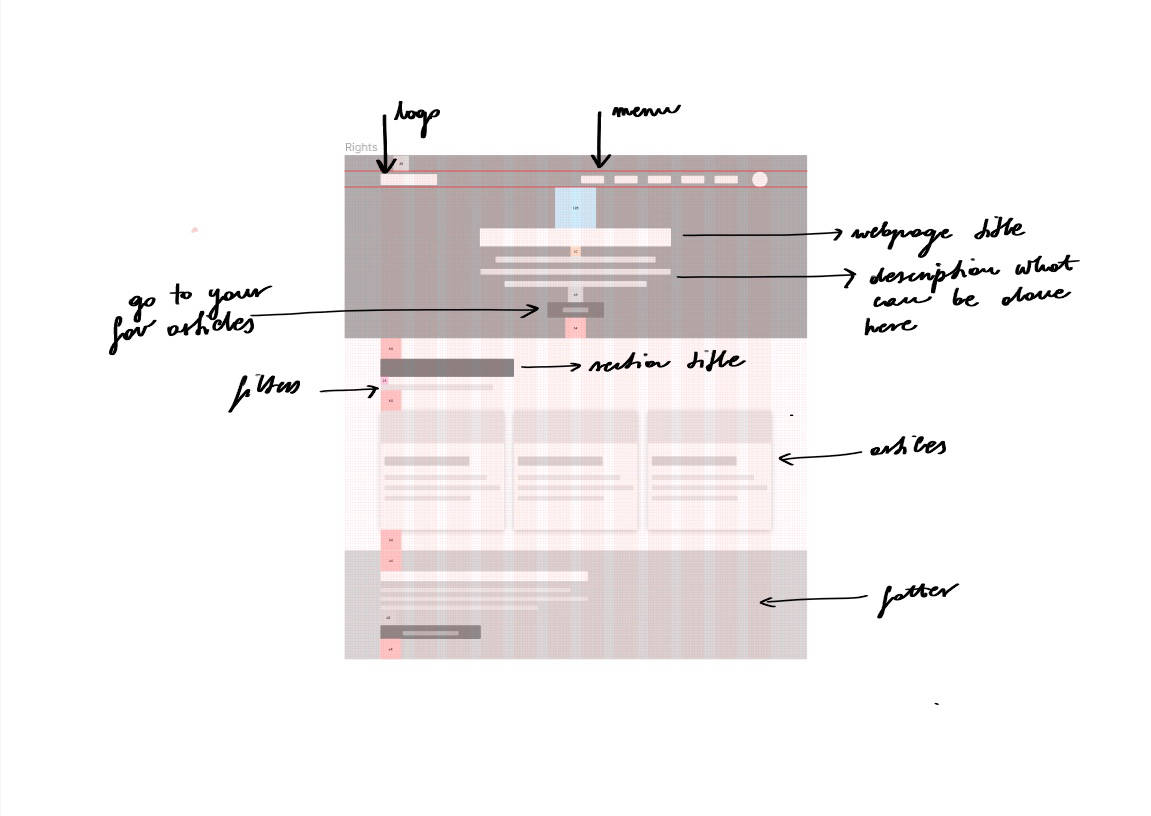 logo
menu
Rights
webpage title
description what
can be done
here
go to your
fav articles
section title
filters
articles
footer